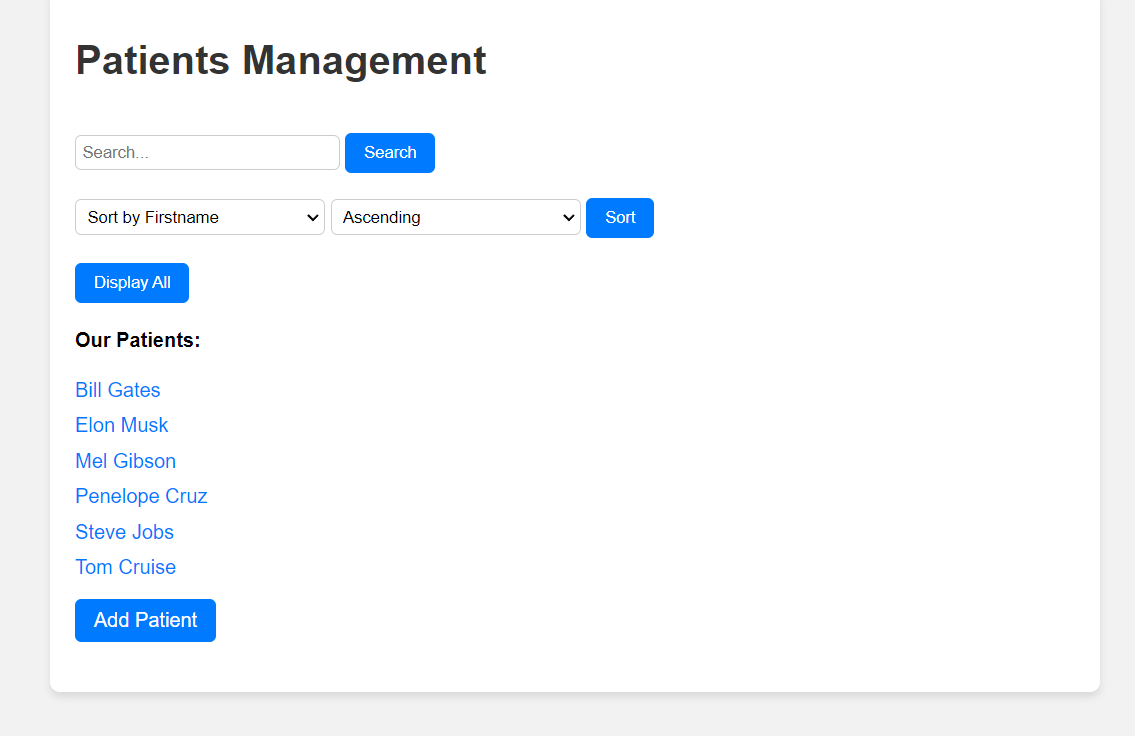 Patients Management
Search...
Search
Sort by Firstname
Ascending
Sort
Display All
Our Patients:
Bill Gates
Elon Musk
Mel Gibson
Penelope Cruz
Steve Jobs
Tom Cruise
Add Patient